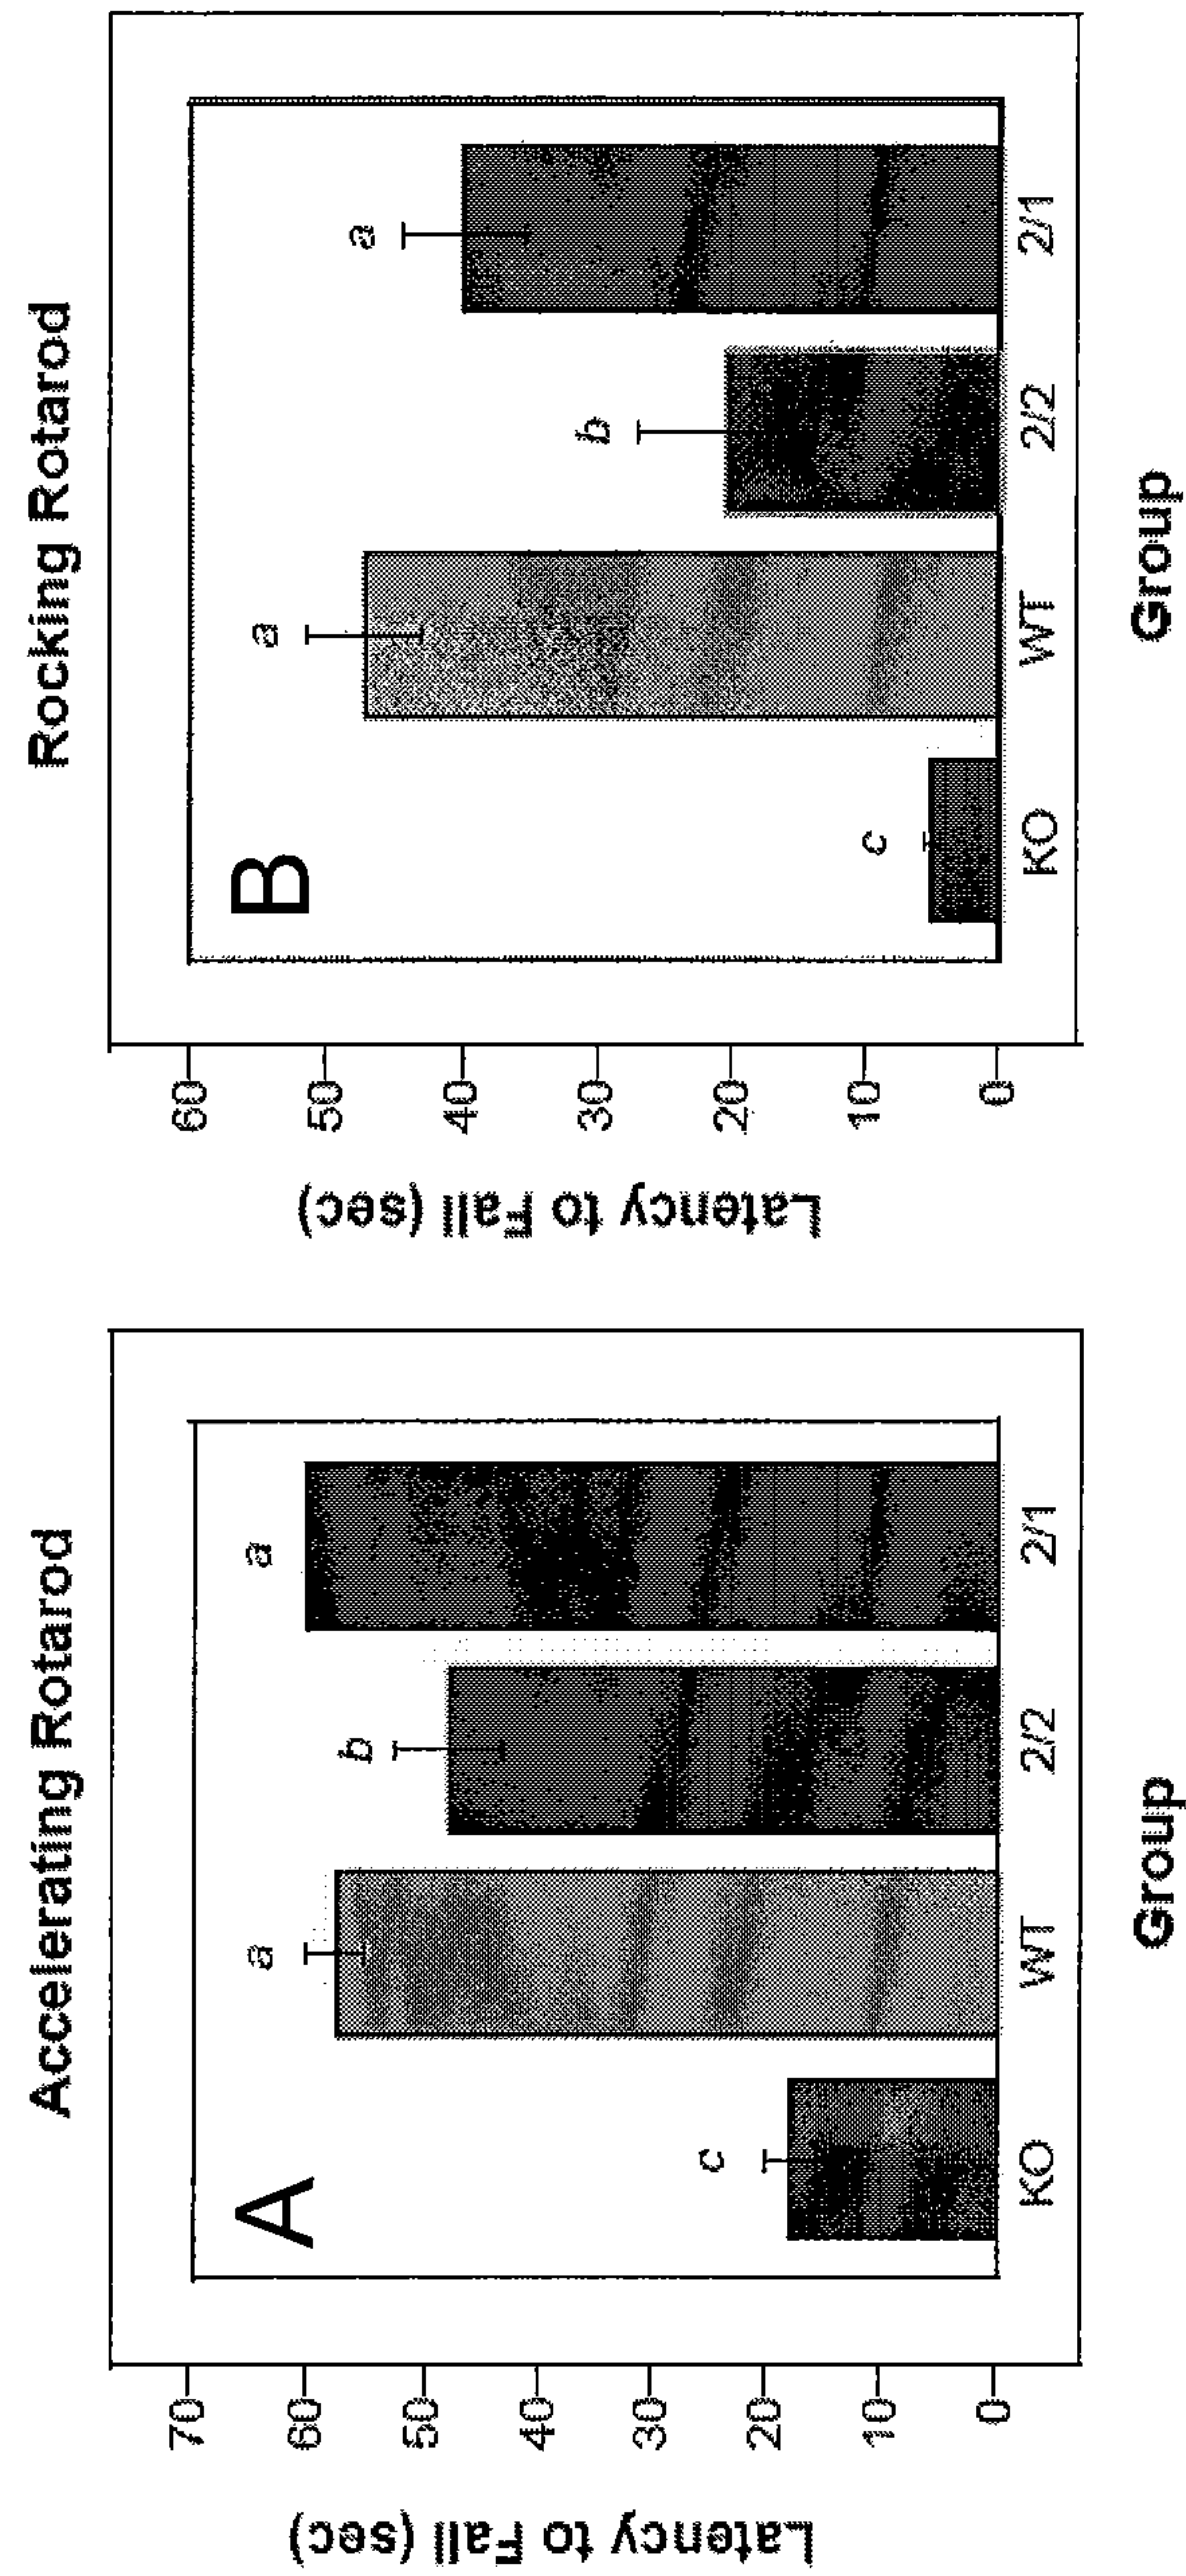 Accelerating Rotarod
A
Latency to Fall (sec)
70
60
50
40
30
20
10
0
c
a
b
a
KO
WT
2/2
2/1
Group
Rocking Rotarod
B
Latency to Fall (sec)
60
50
40
30
20
10
0
c
a
b
a
KO
WT
2/2
2/1
Group